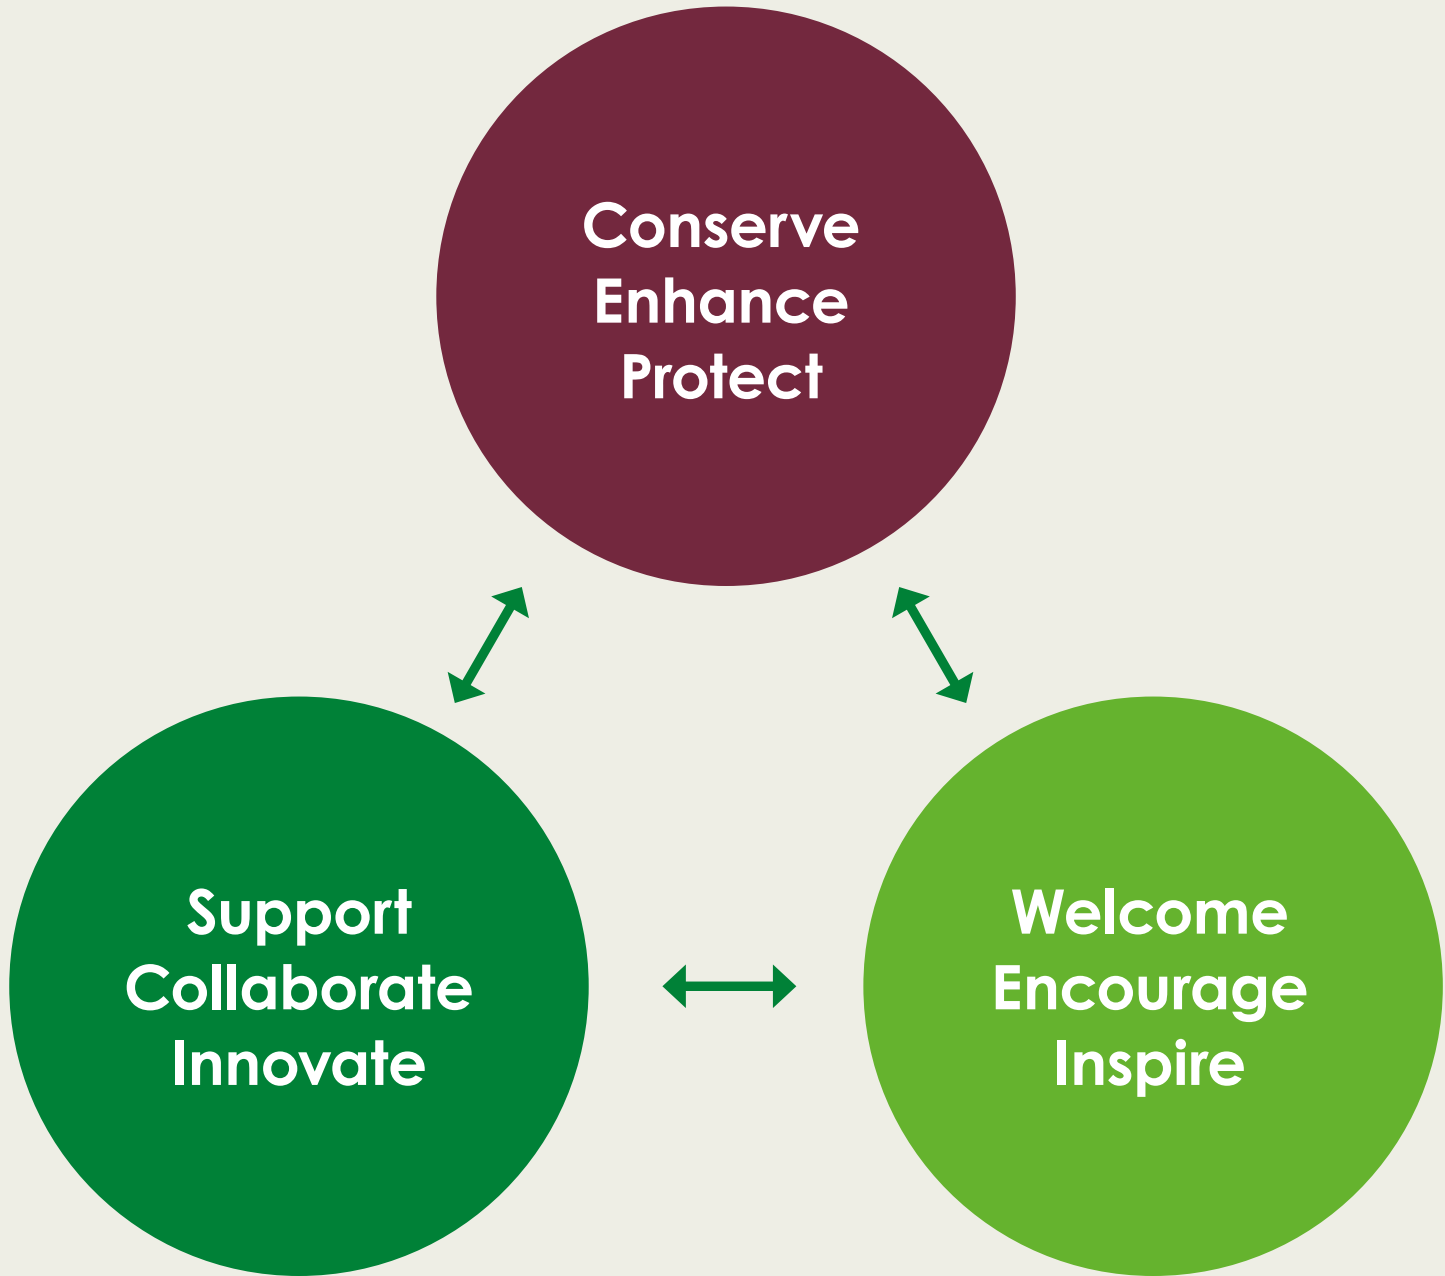 Conserve
Enhance
Protect
Support
Collaborate
Innovate
Welcome
Encourage
Inspire